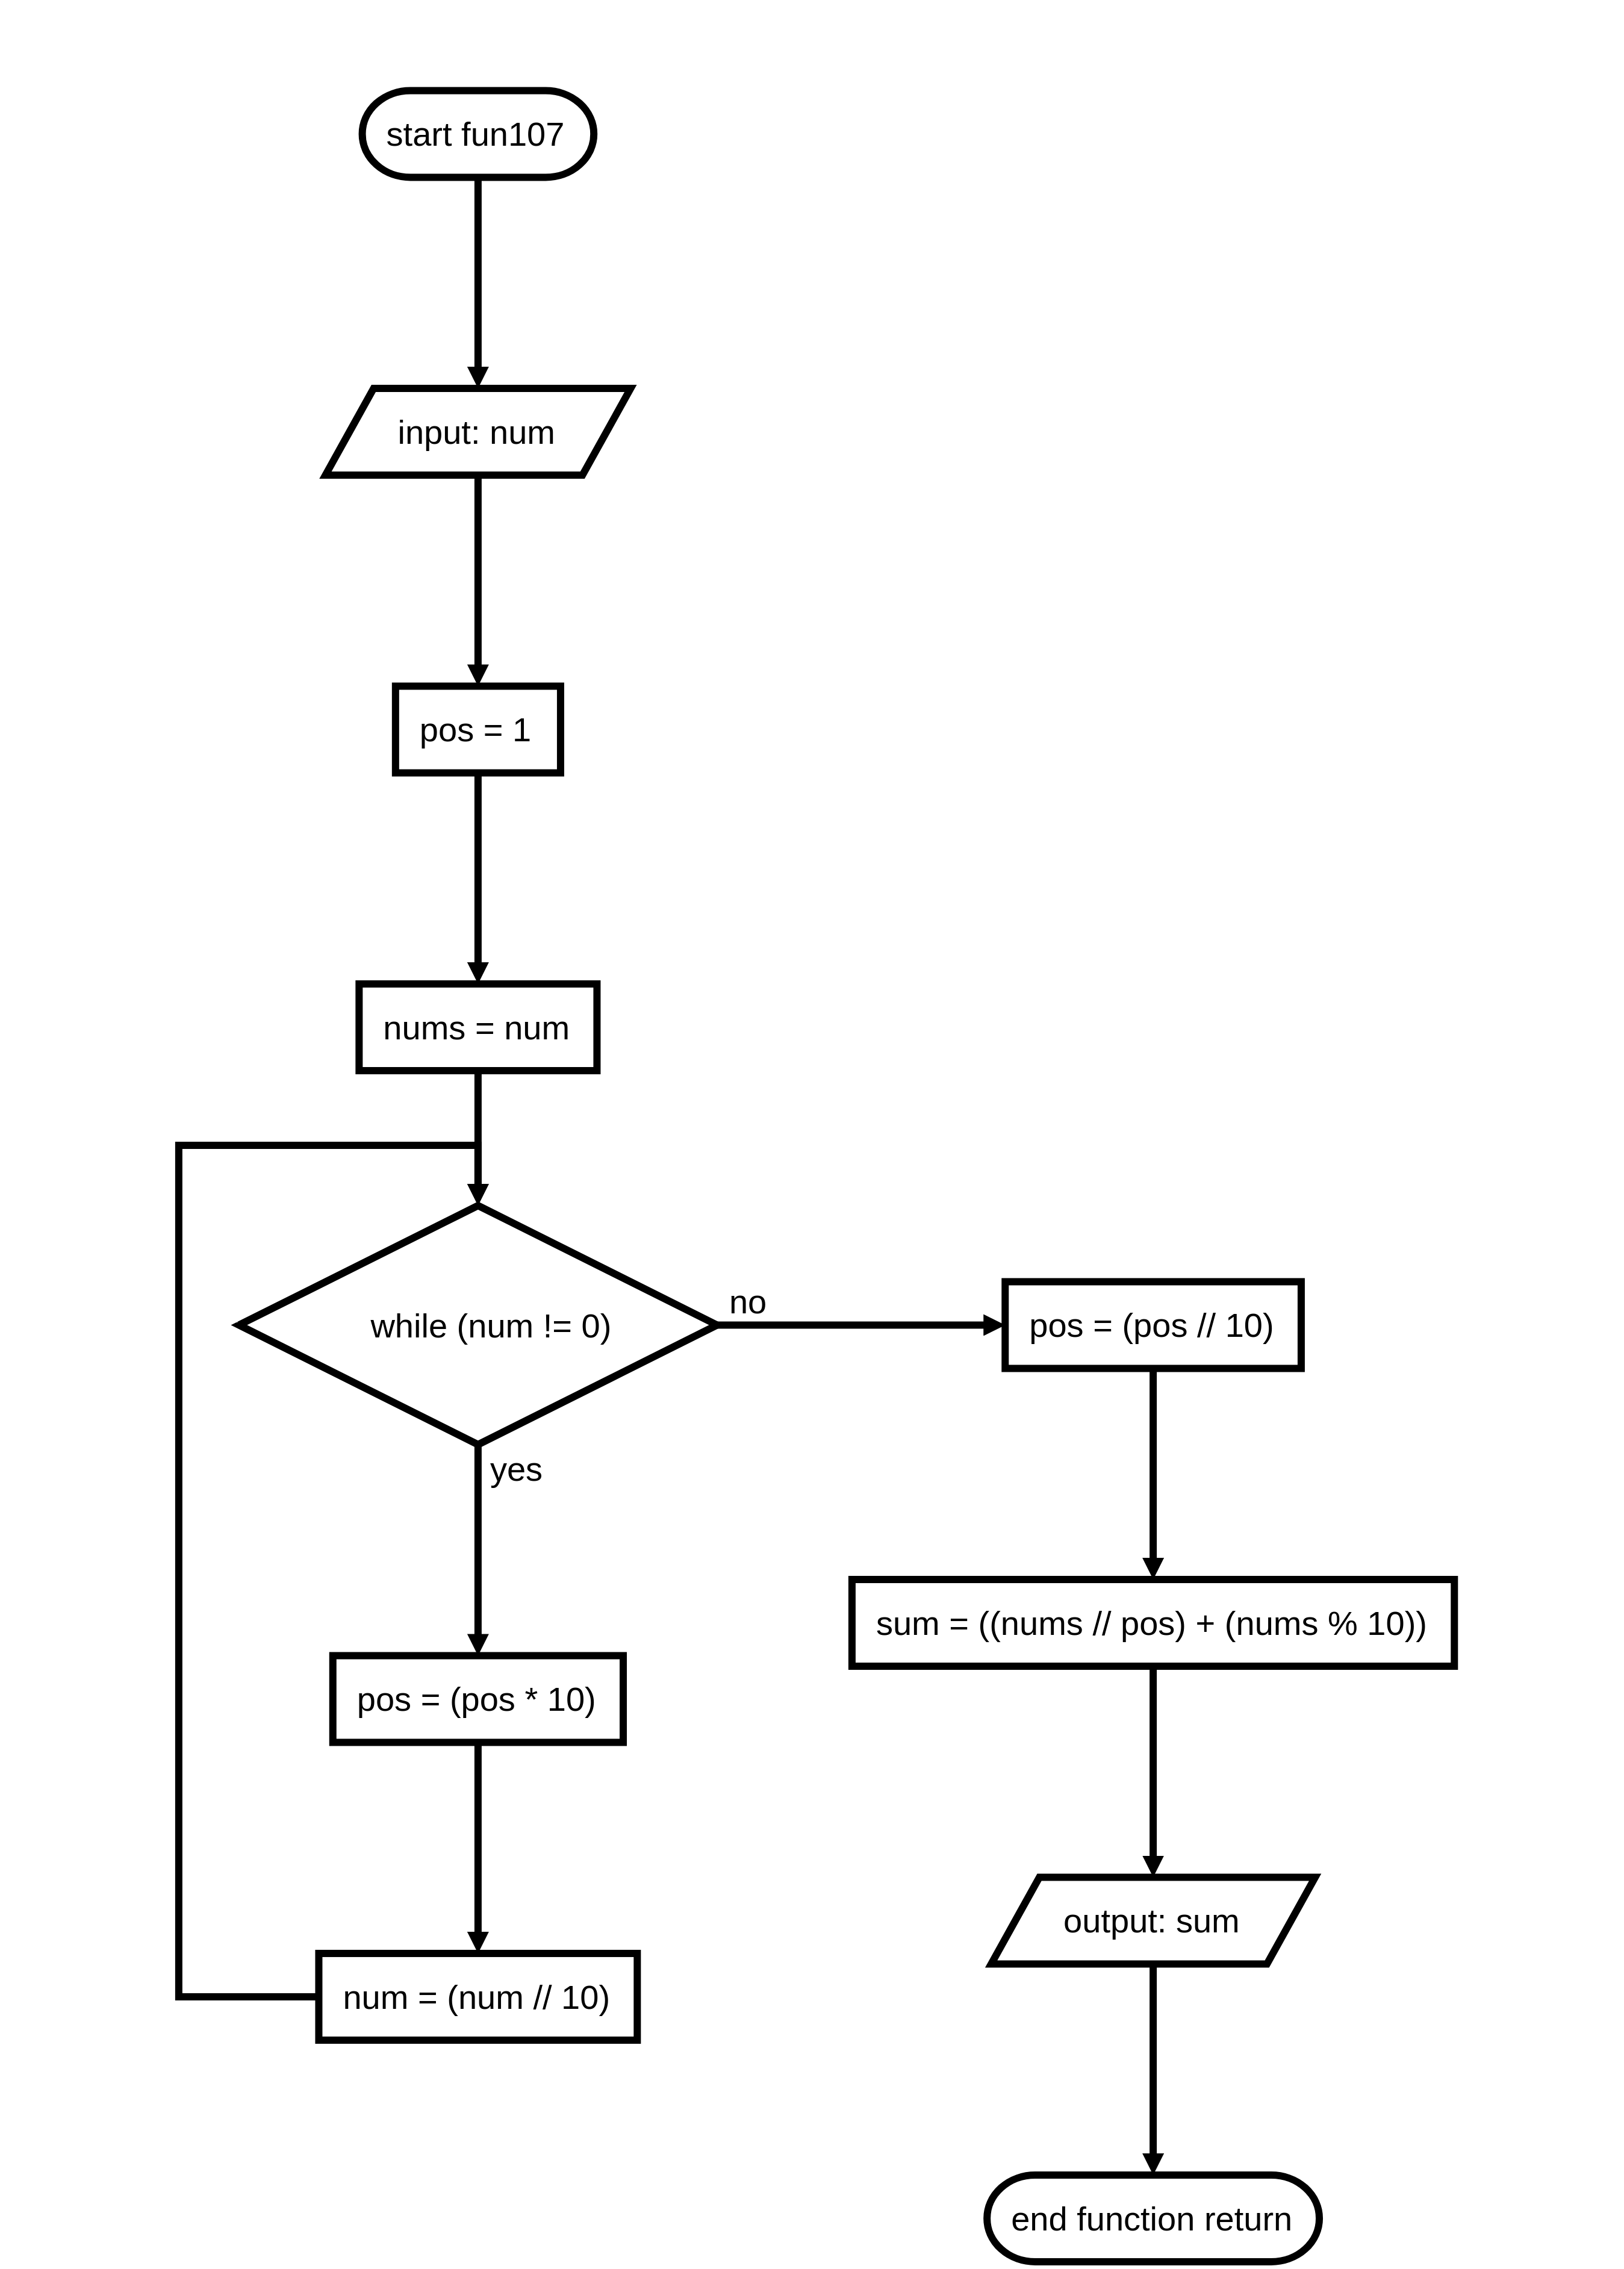 start fun107
input: num
pos = 1
nums = num
while (num != 0)
no
pos = (pos // 10)
yes
sum = ((nums // pos) + (nums % 10))
pos = (pos * 10)
output: sum
num = (num // 10)
end function return